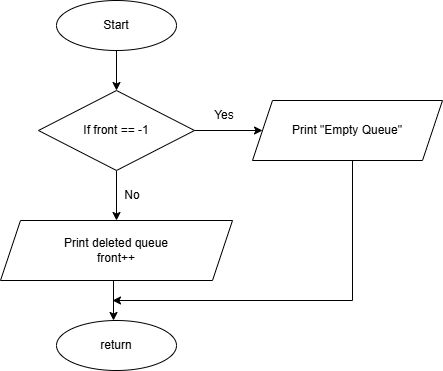 Start
If front == -1
Yes
Print "Empty Queue"
No
Print deleted queue
front++
return